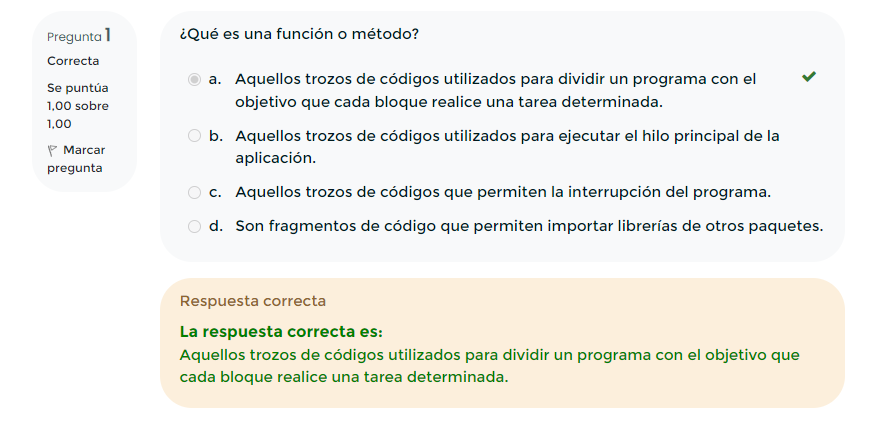 Pregunta 1
Correcta
Se puntúa
1,00 sobre
1,00
Marcar
pregunta
¿Qué es una función o método?
a. Aquellos trozos de códigos utilizados para dividir un programa con el
objetivo que cada bloque realice una tarea determinada.
b. Aquellos trozos de códigos utilizados para ejecutar el hilo principal de la
aplicación.
c. Aquellos trozos de códigos que permiten la interrupción del programa.
d. Son fragmentos de código que permiten importar librerías de otros paquetes.
Respuesta correcta
La respuesta correcta es:
Aquellos trozos de códigos utilizados para dividir un programa con el objetivo que
cada bloque realice una tarea determinada.